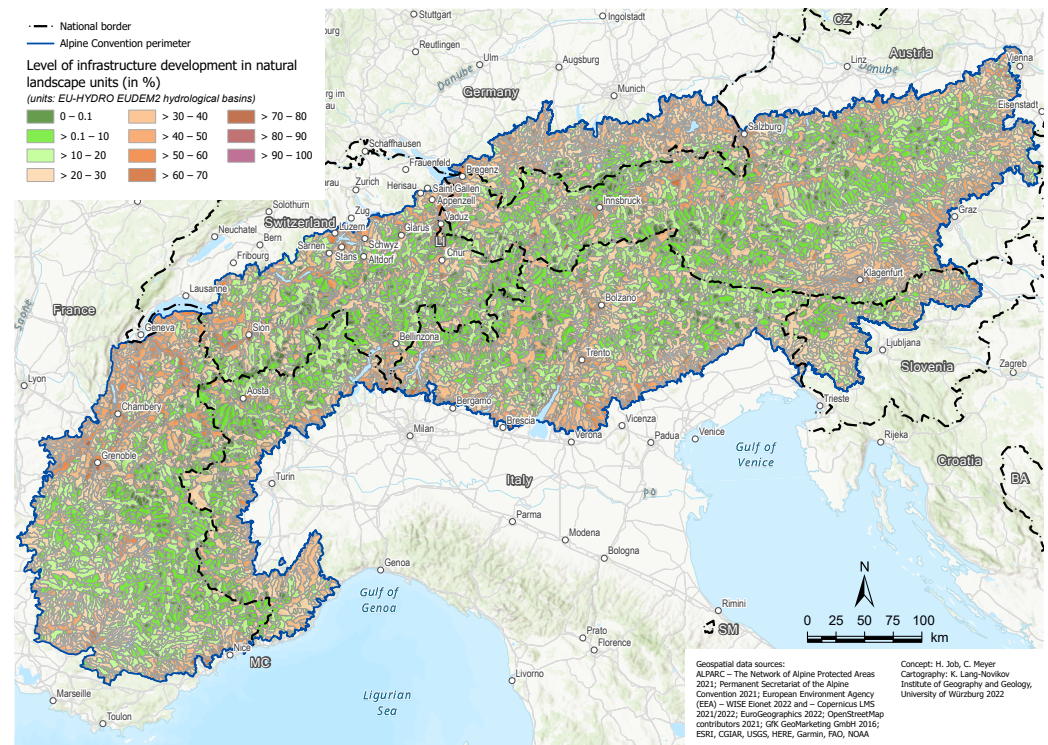 National border
Alpine Convention perimeter
Level of infrastructure development in natural
landscape units (in %)
(units: EU-HYDRO EUDEM2 hydrological basins)
0 – 0.1
> 0.1 – 10
> 10 – 20
> 20 – 30
> 30 – 40
> 40 – 50
> 50 – 60
> 60 – 70
> 70 – 80
> 80 – 90
> 90 – 100
Stuttgart
Ingolstadt
CZ
Reutlingen
Ulm
Augsburg
Danube
Munich
Germany
Linz
Danube
Austria
Vienna
Eisenstadt
Salzburg
Schaffhausen
Frauenfeld
Bregenz
Zurich
Herisau
Saint Gallen
Appenzell
Solothurn
Zug
Switzerland
Luzern
Glarus
Vaduz
LI
Innsbruck
Graz
Neuchatel
Bern
Sarnen
Schwyz
Stans
Altdorf
Chur
Fribourg
Klagenfurt
Lausanne
France
Saône
Geneva
Sion
Bellinzona
Bolzano
Ljubljana
Slovenia
Zagreb
Trento
Lyon
Aosta
Chambery
Bergamo
Trieste
Milan
Brescia
Verona
Vicenza
Padua
Venice
Rijeka
Gulf of
Venice
Croatia
BA
Grenoble
Turin
Italy
Po
Parma
Modena
Bologna
Genoa
Gulf of
Genoa
N
Rimini
SM
0 25 50 75 100
km
Prato
Florence
Nice
MC
Livorno
Ligurian
Sea
Marseille
Toulon
Geospatial data sources:
ALPARC – The Network of Alpine Protected Areas
2021; Permanent Secretariat of the Alpine
Convention 2021; European Environment Agency
(EEA) – WISE Eionet 2022 and – Copernicus LMS
2021/2022; EuroGeographics 2022; OpenStreetMap
contributors 2021; GfK GeoMarketing GmbH 2016;
ESRI, CGIAR, USGS, HERE, Garmin, FAO, NOAA
Concept: H. Job, C. Meyer
Cartography: K. Lang-Novikov
Institute of Geography and Geology,
University of Würzburg 2022